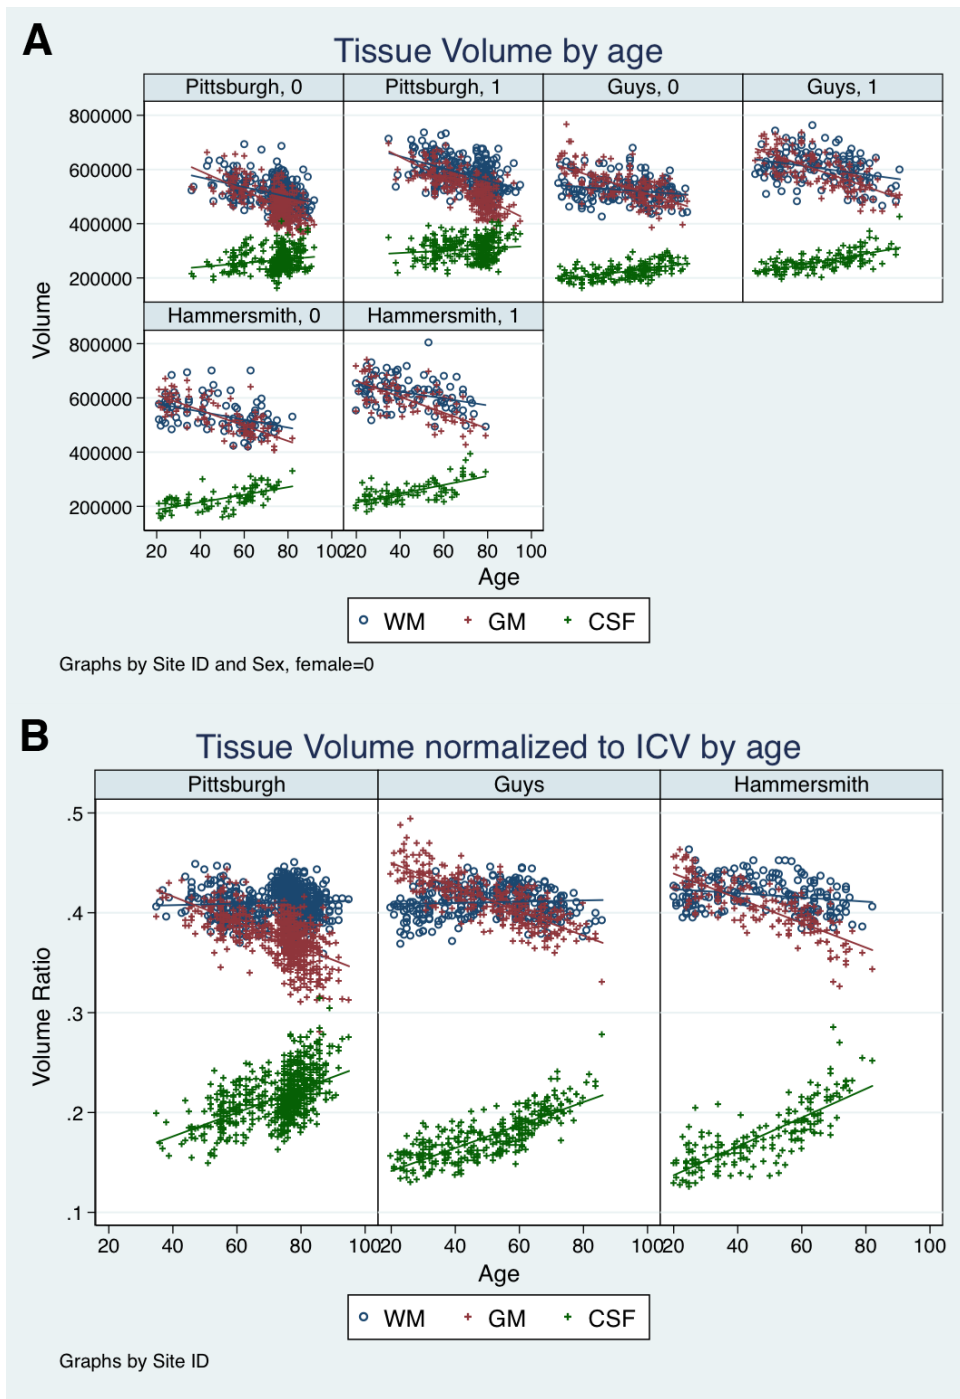 A
Tissue Volume by age
Pittsburgh, 0 Pittsburgh, 1 Guys, 0 Guys, 1
800000
600000
400000
200000
Hammersmith, 0 Hammersmith, 1
800000
600000
400000
200000
Volume
20 40 60 80 100 20 40 60 80 100
Age
WM GM CSF
Graphs by Site ID and Sex, female=0
B
Tissue Volume normalized to ICV by age
Pittsburgh Guys Hammersmith
.5
.4
.3
.2
.1
Volume Ratio
20 40 60 80 100 20 40 60 80 100 20 40 60 80 100
Age
WM GM CSF
Graphs by Site ID